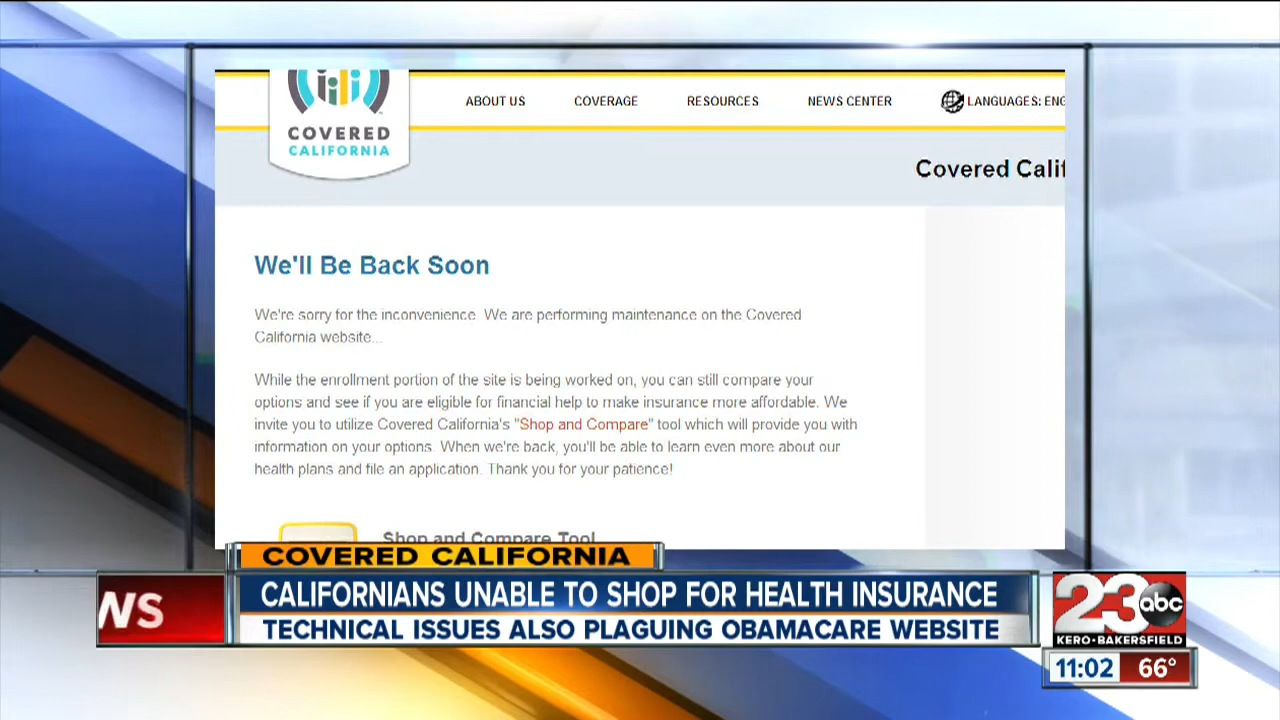 ABOUT US COVERAGE RESOURCES NEWS CENTER LANGUAGES: ENG
COVERED
CALIFORNIA
Covered Calif
We'll Be Back Soon
We're sorry for the inconvenience. We are performing maintenance on the Covered
California website...
While the enrollment portion of the site is being worked on, you can still compare your
options and see if you are eligible for financial help to make insurance more affordable. We
invite you to utilize Covered California's "Shop and Compare" tool which will provide you with
information on your options. When we're back, you'll be able to learn even more about our
health plans and file an application. Thank you for your patience!
Shop and Compare Tool
COVERED CALIFORNIA
CALIFORNIANS UNABLE TO SHOP FOR HEALTH INSURANCE
TECHNICAL ISSUES ALSO PLAGUING OBAMACARE WEBSITE
WS
23 abc
KERO-BAKERSFIELD
11:02 66°